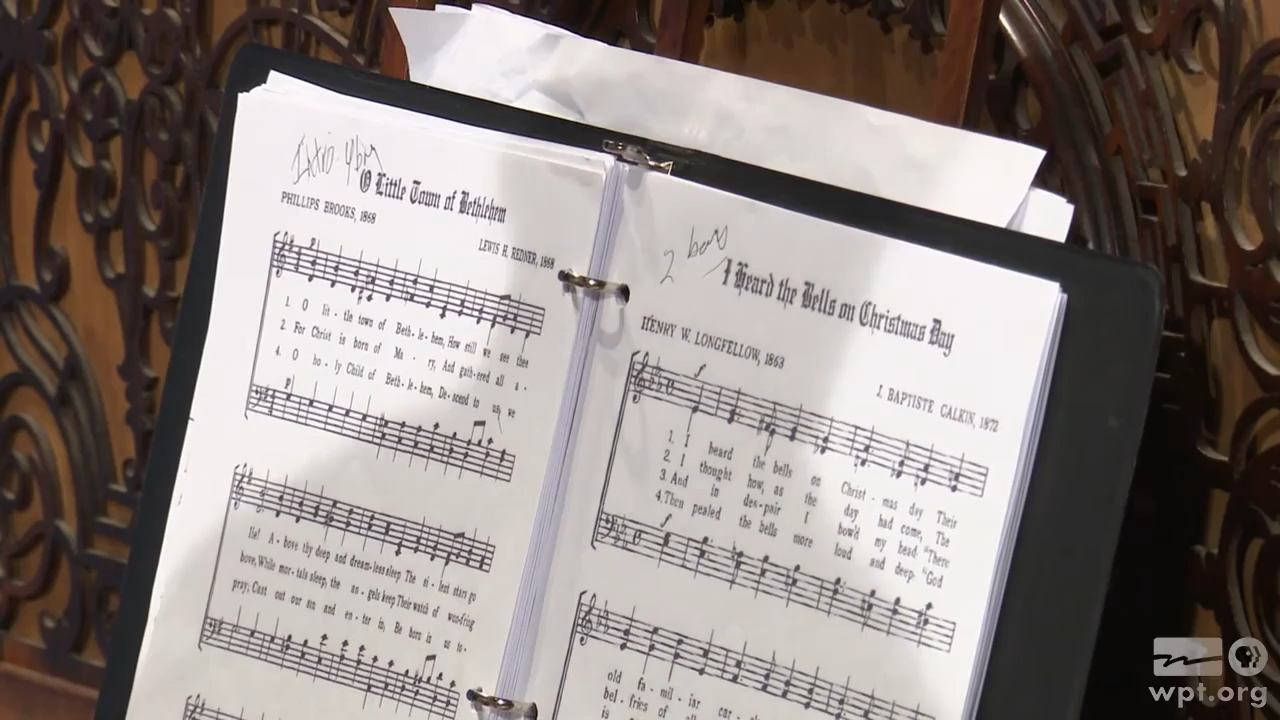 Intro 4 bar
O Little Town of Bethlehem
PHILLIPS BROOKS, 1868
LEWIS H. REDNER, 1868
p
1. O lit - tle town of Beth - le - hem, How still we see thee
2. For Christ is born of Ma - ry, And gath - ered all a -
4. O ho - ly Child of Beth - le - hem, De - scend to us, we
p
lie! A - bove thy deep and dream - less sleep The si - lent stars go
bove, While mor - tals sleep, the an - gels keep Their watch of won - d'ring
pray; Cast out our sin and en - ter in, Be born in us to -
2 bars
I Heard the Bells on Christmas Day
HENRY W. LONGFELLOW, 1863
J. BAPTISTE CALKIN, 1872
f
1. I heard the bells on Christ - mas day Their
2. I thought how, as the day had come, The
3. And in des - pair I bow'd my head: "There
4. Then pealed the bells more loud and deep: "God
f
old fa - mil - iar car -
bel - fries of all
is
wpt.org